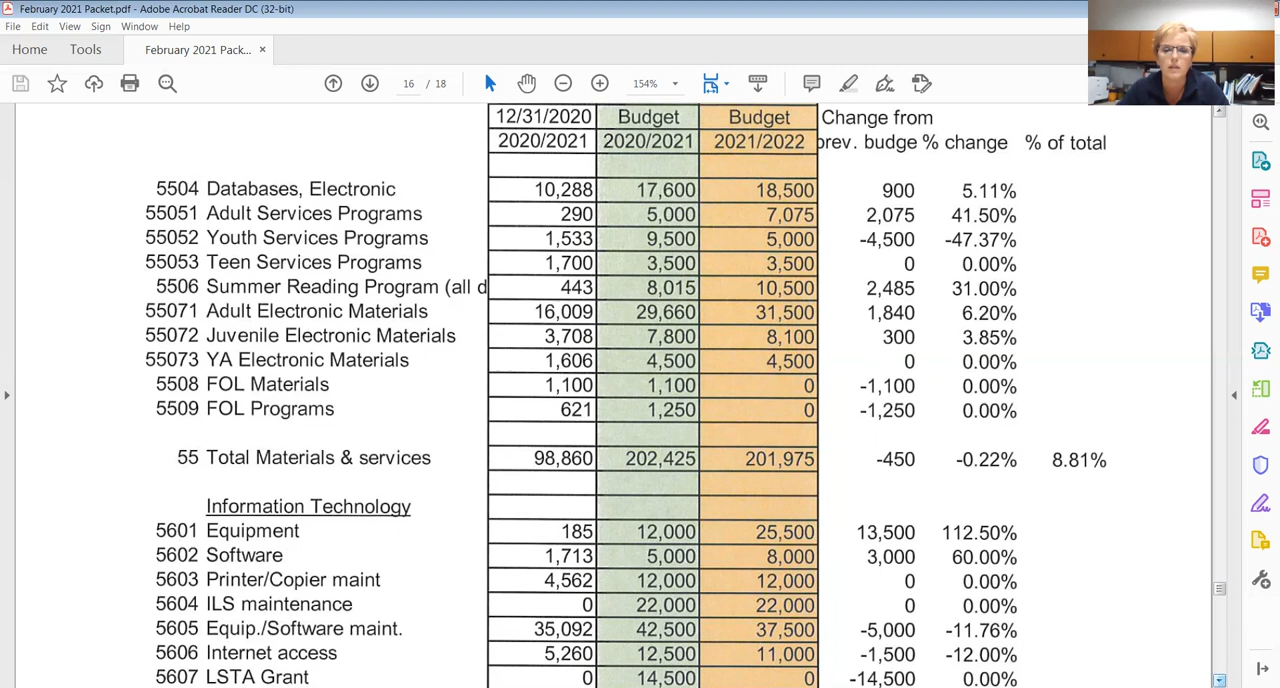 February 2021 Packet.pdf - Adobe Acrobat Reader DC (32-bit)
File Edit View Sign Window Help
Home Tools February 2021 Pack... ×
16 / 18 154%
12/31/2020 Budget Budget Change from
2020/2021 2020/2021 2021/2022 prev. budge % change % of total
5504 Databases, Electronic 10,288 17,600 18,500 900 5.11%
55051 Adult Services Programs 290 5,000 7,075 2,075 41.50%
55052 Youth Services Programs 1,533 9,500 5,000 -4,500 -47.37%
55053 Teen Services Programs 1,700 3,500 3,500 0 0.00%
5506 Summer Reading Program (all d 443 8,015 10,500 2,485 31.00%
55071 Adult Electronic Materials 16,009 29,660 31,500 1,840 6.20%
55072 Juvenile Electronic Materials 3,708 7,800 8,100 300 3.85%
55073 YA Electronic Materials 1,606 4,500 4,500 0 0.00%
5508 FOL Materials 1,100 1,100 0 -1,100 0.00%
5509 FOL Programs 621 1,250 0 -1,250 0.00%
55 Total Materials & services 98,860 202,425 201,975 -450 -0.22% 8.81%
Information Technology
5601 Equipment 185 12,000 25,500 13,500 112.50%
5602 Software 1,713 5,000 8,000 3,000 60.00%
5603 Printer/Copier maint 4,562 12,000 12,000 0 0.00%
5604 ILS maintenance 0 22,000 22,000 0 0.00%
5605 Equip./Software maint. 35,092 42,500 37,500 -5,000 -11.76%
5606 Internet access 5,260 12,500 11,000 -1,500 -12.00%
5607 LSTA Grant 0 14,500 -14,500 0.00%